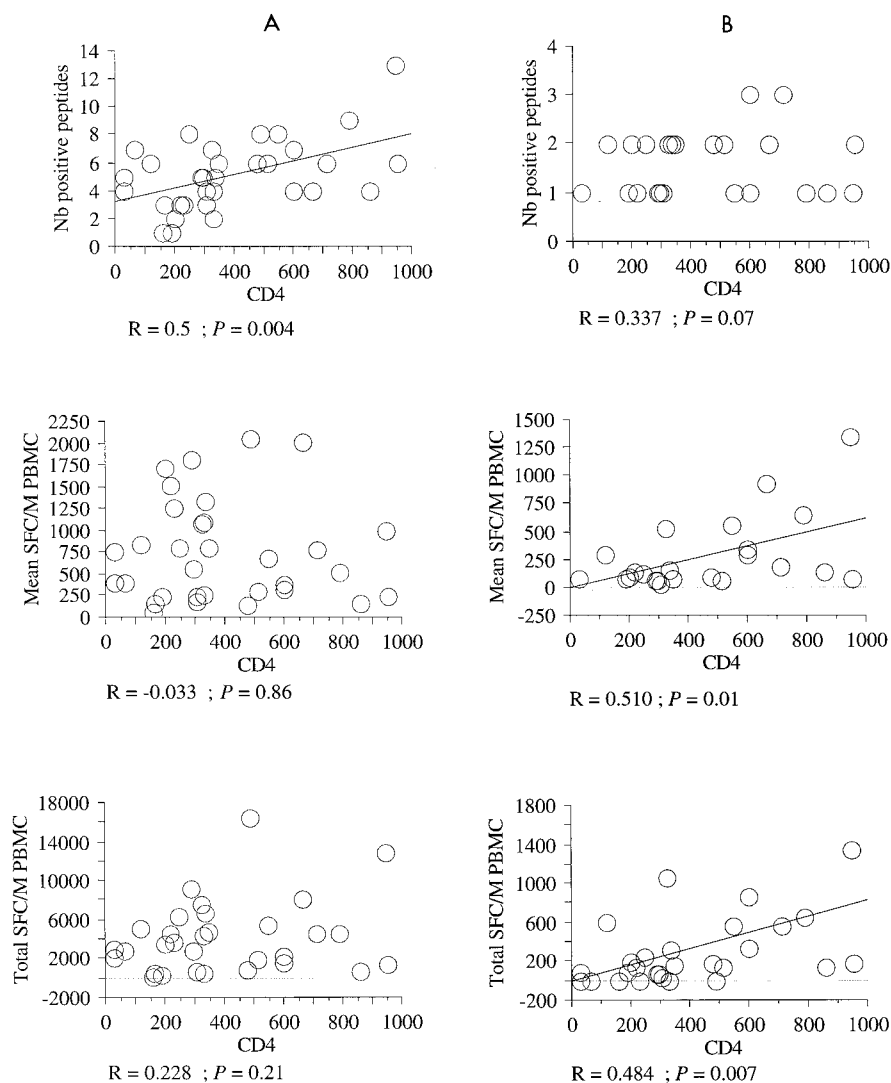 A
B
Nb positive peptides
14
12
10
8
6
4
2
0
0 200 400 600 800 1000
CD4
R = 0.5 ; P = 0.004
Nb positive peptides
4
3
2
1
0
0 200 400 600 800 1000
CD4
R = 0.337 ; P = 0.07
Mean SFC/M PBMC
2250
2000
1750
1500
1250
1000
750
500
250
0
0 200 400 600 800 1000
CD4
R = -0.033 ; P = 0.86
Mean SFC/M PBMC
1500
1250
1000
750
500
250
0
-250
0 200 400 600 800 1000
CD4
R = 0.510 ; P = 0.01
Total SFC/M PBMC
18000
14000
10000
6000
2000
-2000
0 200 400 600 800 1000
CD4
R = 0.228 ; P = 0.21
Total SFC/M PBMC
1800
1400
1000
600
200
-200
0 200 400 600 800 1000
CD4
R = 0.484 ; P = 0.007